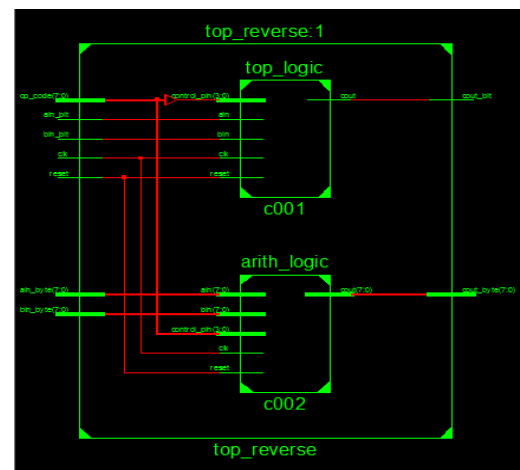 top_reverse:1
top_logic
op_code(7:0) control_pin(3:0) cout cout_bit
ain_bit ain
bin_bit bin
clk clk
reset reset
c001
arith_logic
ain_byte(7:0) ain(7:0) cout(7:0) cout_byte(7:0)
bin_byte(7:0) bin(7:0)
control_pin(3:0)
clk
reset
c002
top_reverse